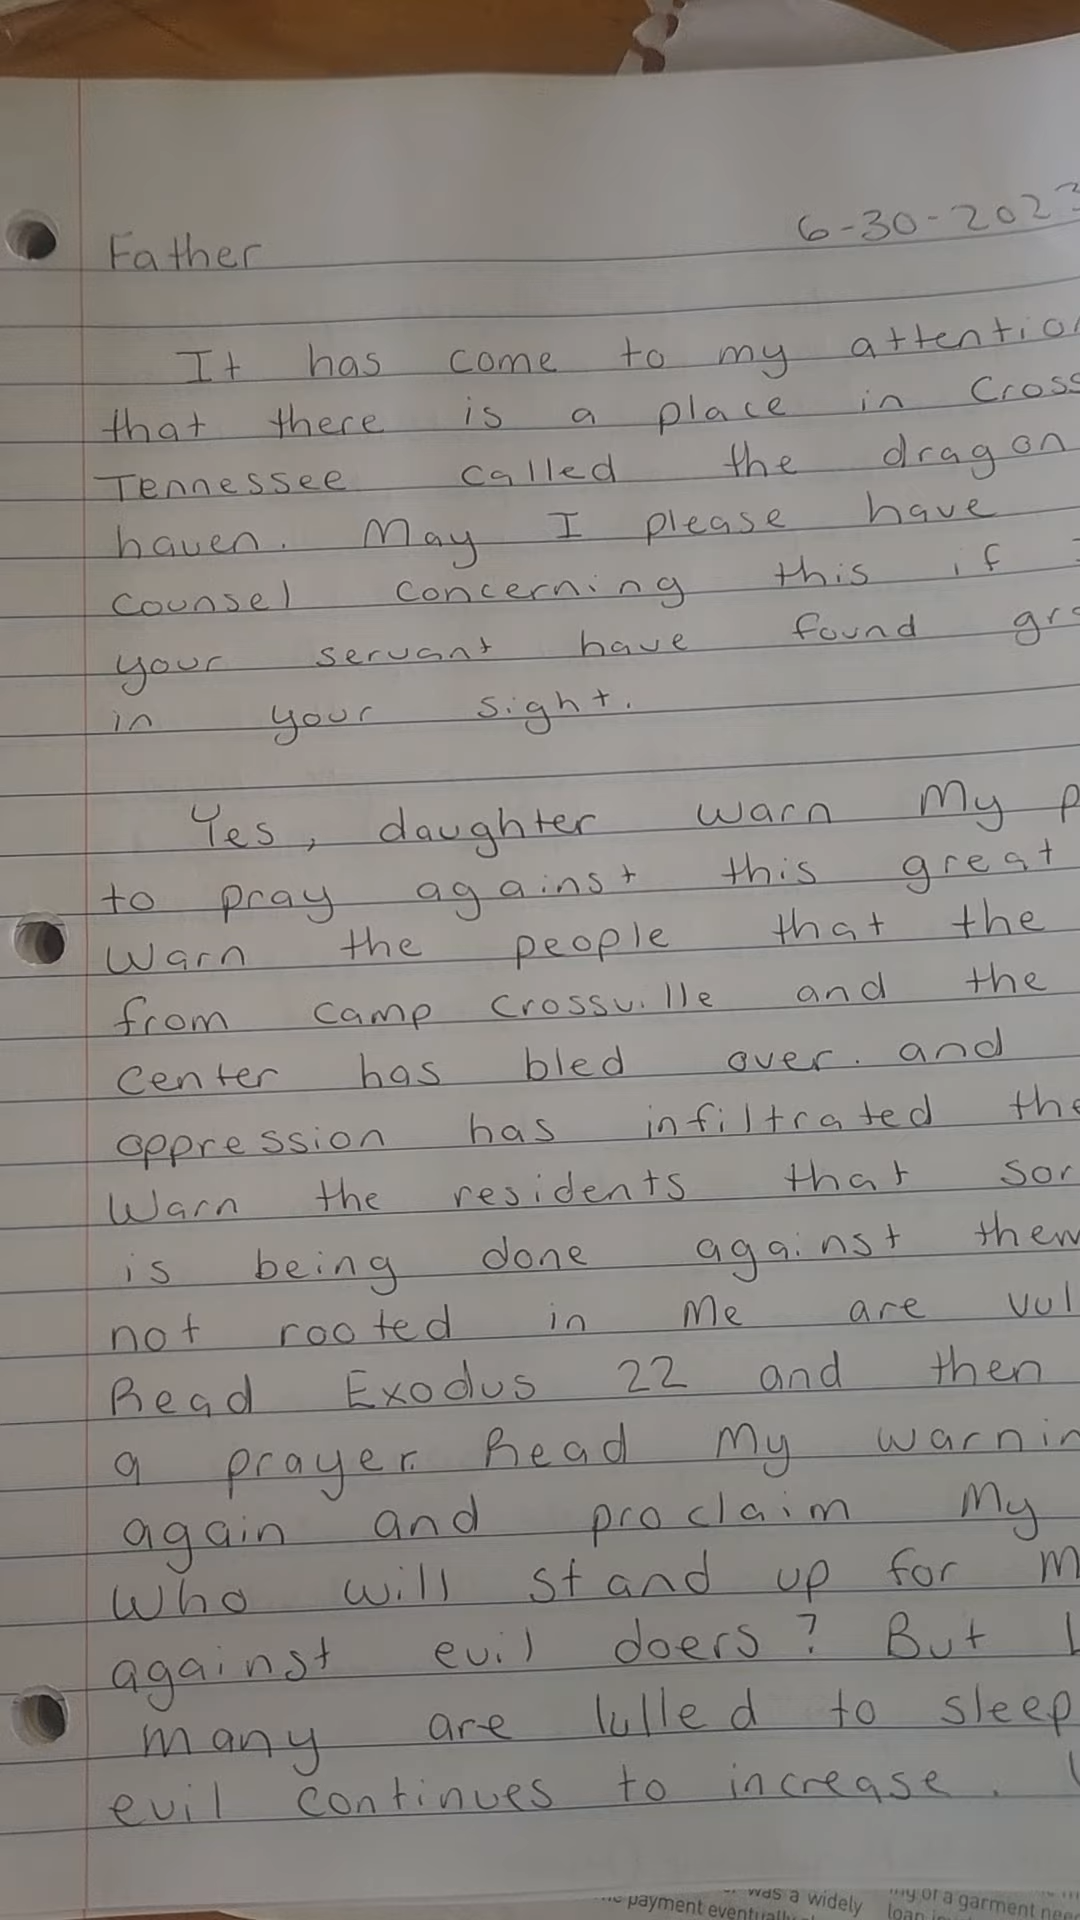 6-30-202
Father
It has come to my attentio
that there is a place in Cross
Tennessee called the dragon
haven. May I please have
counsel concerning this if
your servant have found gr
in your sight.
Yes, daughter warn My p
to pray against this great
Warn the people that the
from camp crossville and the
center has bled over. and
oppression has infiltrated the
Warn the residents that sor
is being done against them
not rooted in Me are vul
Read Exodus 22 and then
a prayer. Read My warnin
again and proclaim My
Who will stand up for M
against evil doers? But
many are lulled to sleep
evil continues to increase.
was a widely
payment
of a garment